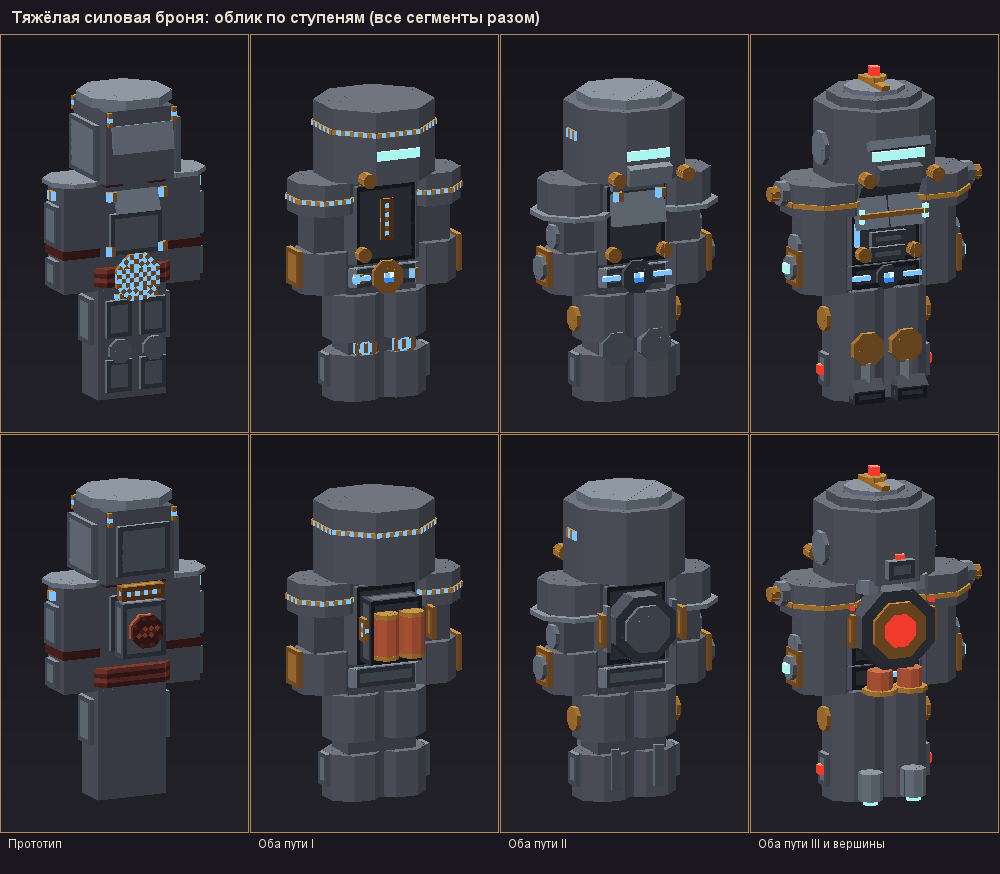 Тяжёлая силовая броня: облик по ступеням (все сегменты разом)
Прототип
Оба пути I
Оба пути II
Оба пути III и вершины